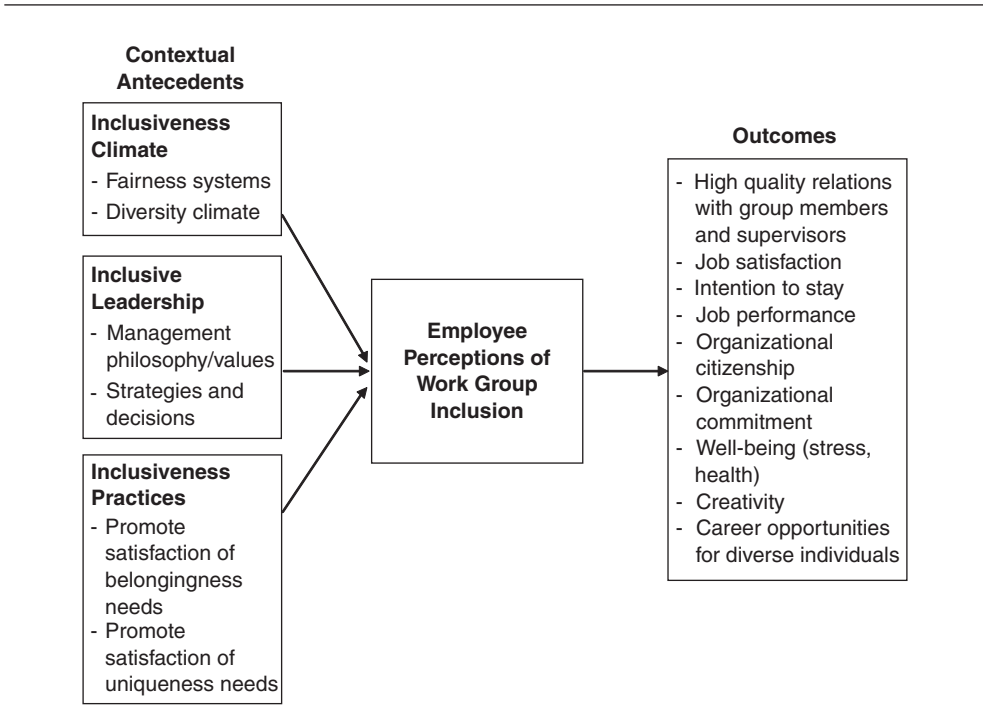 Contextual
Antecedents
Inclusiveness
Climate
- Fairness systems
- Diversity climate
Inclusive
Leadership
- Management
philosophy/values
- Strategies and
decisions
Inclusiveness
Practices
- Promote
satisfaction of
belongingness
needs
- Promote
satisfaction of
uniqueness needs
Employee
Perceptions of
Work Group
Inclusion
Outcomes
- High quality relations
with group members
and supervisors
- Job satisfaction
- Intention to stay
- Job performance
- Organizational
citizenship
- Organizational
commitment
- Well-being (stress,
health)
- Creativity
- Career opportunities
for diverse individuals